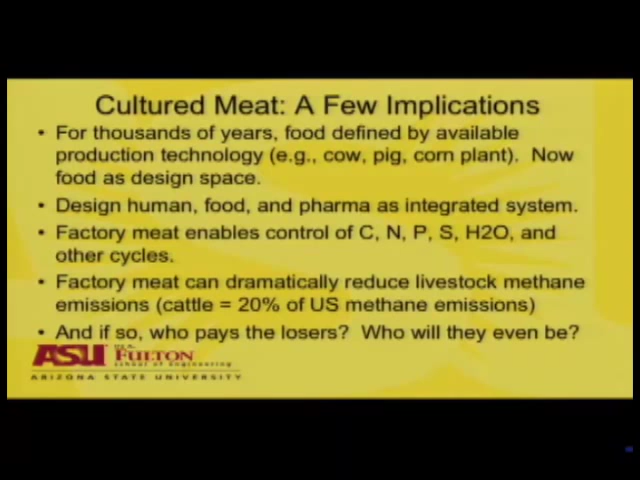 Cultured Meat: A Few Implications
• For thousands of years, food defined by available
production technology (e.g., cow, pig, corn plant). Now
food as design space.
• Design human, food, and pharma as integrated system.
• Factory meat enables control of C, N, P, S, H2O, and
other cycles.
• Factory meat can dramatically reduce livestock methane
emissions (cattle = 20% of US methane emissions)
• And if so, who pays the losers? Who will they even be?
ASU
FULTON
school of engineering
ARIZONA STATE UNIVERSITY